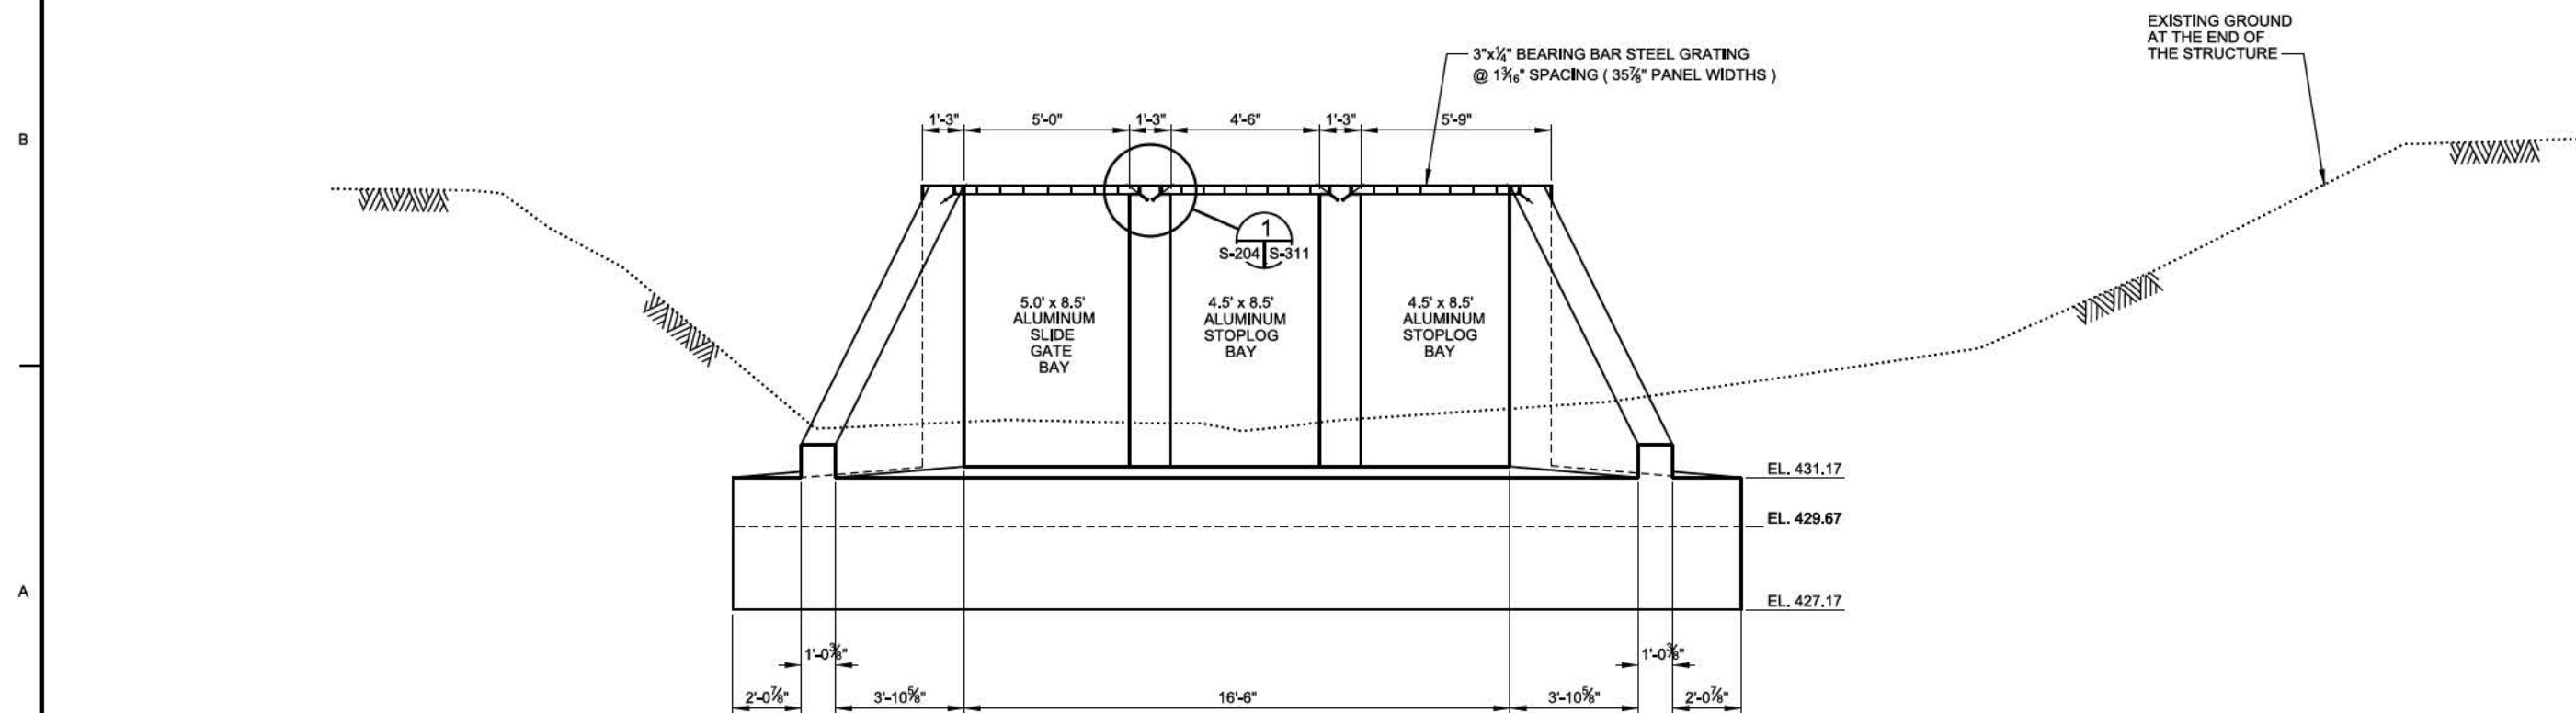 EXISTING GROUND
AT THE END OF
THE STRUCTURE
3"x¼" BEARING BAR STEEL GRATING
@ 1³⁄₁₆" SPACING ( 35⅞" PANEL WIDTHS )
B
1'-3" 5'-0" 1'-3" 4'-6" 1'-3" 5'-9"
1
S-204 S-311
5.0' x 8.5'
ALUMINUM
SLIDE
GATE
BAY
4.5' x 8.5'
ALUMINUM
STOPLOG
BAY
4.5' x 8.5'
ALUMINUM
STOPLOG
BAY
EL. 431.17
EL. 429.67
A
EL. 427.17
1'-0⅜" 1'-0⅜"
2'-0⅞" 3'-10⅝" 16'-6" 3'-10⅝" 2'-0⅞"